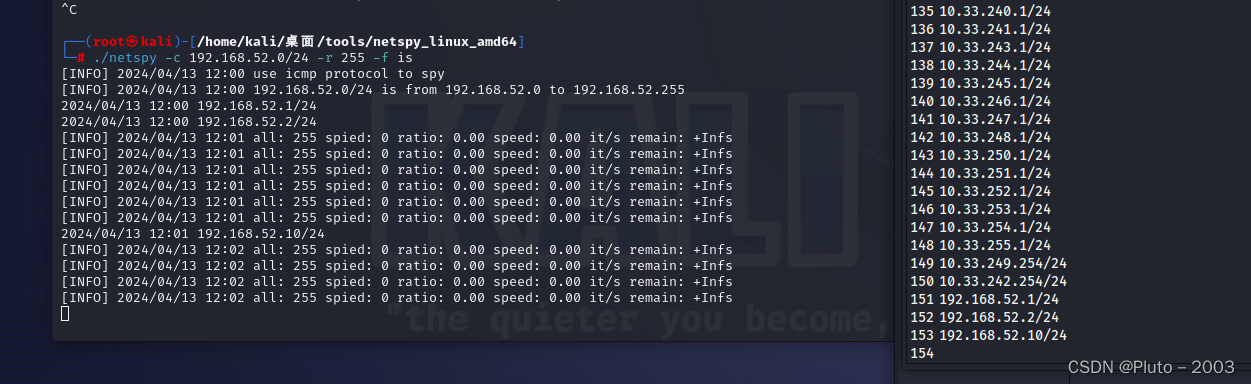 ^C
┌──(root㉿kali)-[/home/kali/桌面/tools/netspy_linux_amd64]
└─# ./netspy -c 192.168.52.0/24 -r 255 -f is
[INFO] 2024/04/13 12:00 use icmp protocol to spy
[INFO] 2024/04/13 12:00 192.168.52.0/24 is from 192.168.52.0 to 192.168.52.255
2024/04/13 12:00 192.168.52.1/24
2024/04/13 12:00 192.168.52.2/24
[INFO] 2024/04/13 12:01 all: 255 spied: 0 ratio: 0.00 speed: 0.00 it/s remain: +Infs
[INFO] 2024/04/13 12:01 all: 255 spied: 0 ratio: 0.00 speed: 0.00 it/s remain: +Infs
[INFO] 2024/04/13 12:01 all: 255 spied: 0 ratio: 0.00 speed: 0.00 it/s remain: +Infs
[INFO] 2024/04/13 12:01 all: 255 spied: 0 ratio: 0.00 speed: 0.00 it/s remain: +Infs
[INFO] 2024/04/13 12:01 all: 255 spied: 0 ratio: 0.00 speed: 0.00 it/s remain: +Infs
[INFO] 2024/04/13 12:01 all: 255 spied: 0 ratio: 0.00 speed: 0.00 it/s remain: +Infs
2024/04/13 12:01 192.168.52.10/24
[INFO] 2024/04/13 12:02 all: 255 spied: 0 ratio: 0.00 speed: 0.00 it/s remain: +Infs
[INFO] 2024/04/13 12:02 all: 255 spied: 0 ratio: 0.00 speed: 0.00 it/s remain: +Infs
[INFO] 2024/04/13 12:02 all: 255 spied: 0 ratio: 0.00 speed: 0.00 it/s remain: +Infs
[INFO] 2024/04/13 12:02 all: 255 spied: 0 ratio: 0.00 speed: 0.00 it/s remain: +Infs
KALI
"the quieter you become,
135 10.33.240.1/24
136 10.33.241.1/24
137 10.33.243.1/24
138 10.33.244.1/24
139 10.33.245.1/24
140 10.33.246.1/24
141 10.33.247.1/24
142 10.33.248.1/24
143 10.33.250.1/24
144 10.33.251.1/24
145 10.33.252.1/24
146 10.33.253.1/24
147 10.33.254.1/24
148 10.33.255.1/24
149 10.33.249.254/24
150 10.33.242.254/24
151 192.168.52.1/24
152 192.168.52.2/24
153 192.168.52.10/24
154
CSDN @Pluto – 2003